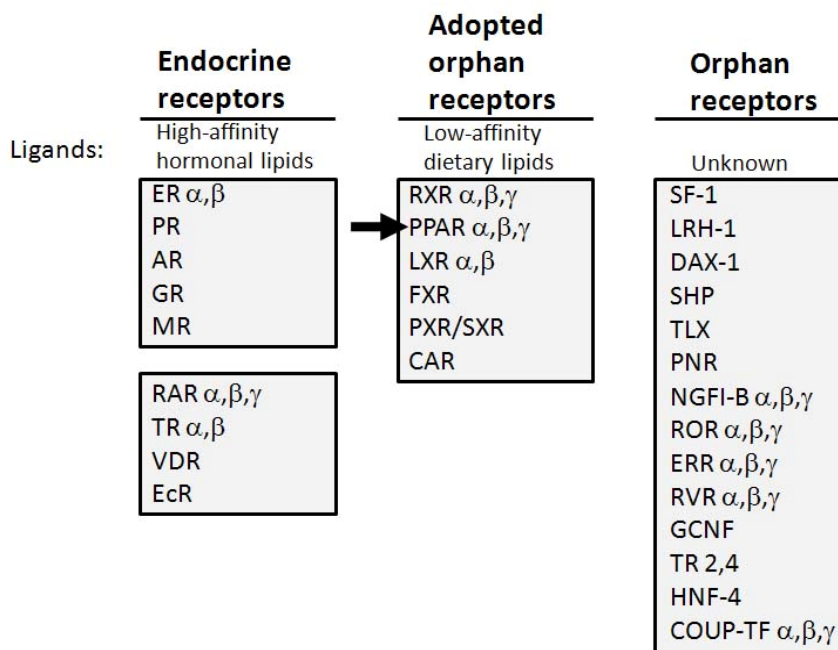 Endocrine
receptors
Adopted
orphan
receptors
Orphan
receptors
Ligands:
High-affinity
hormonal lipids
Low-affinity
dietary lipids
Unknown
ER α,β
PR
AR
GR
MR
RAR α,β,γ
TR α,β
VDR
EcR
RXR α,β,γ
PPAR α,β,γ
LXR α,β
FXR
PXR/SXR
CAR
SF-1
LRH-1
DAX-1
SHP
TLX
PNR
NGFI-B α,β,γ
ROR α,β,γ
ERR α,β,γ
RVR α,β,γ
GCNF
TR 2,4
HNF-4
COUP-TF α,β,γ